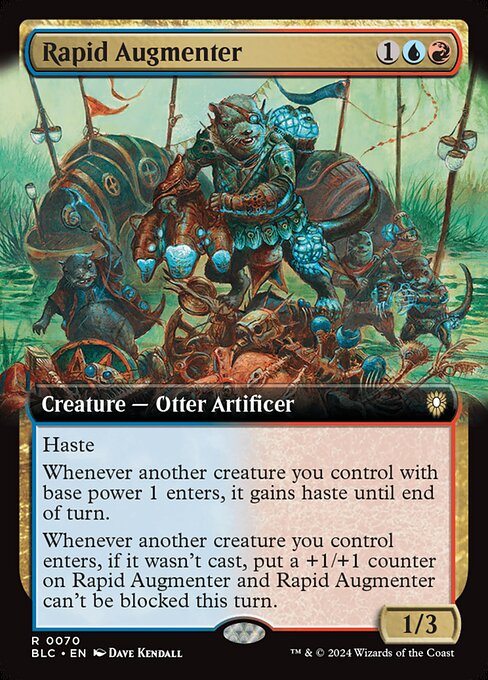 Rapid Augmenter 1
Creature — Otter Artificer
Haste
Whenever another creature you control with
base power 1 enters, it gains haste until end
of turn.
Whenever another creature you control
enters, if it wasn't cast, put a +1/+1 counter
on Rapid Augmenter and Rapid Augmenter
can't be blocked this turn.
1/3
R 0070
BLC • EN DAVE KENDALL ™ & © 2024 Wizards of the Coast